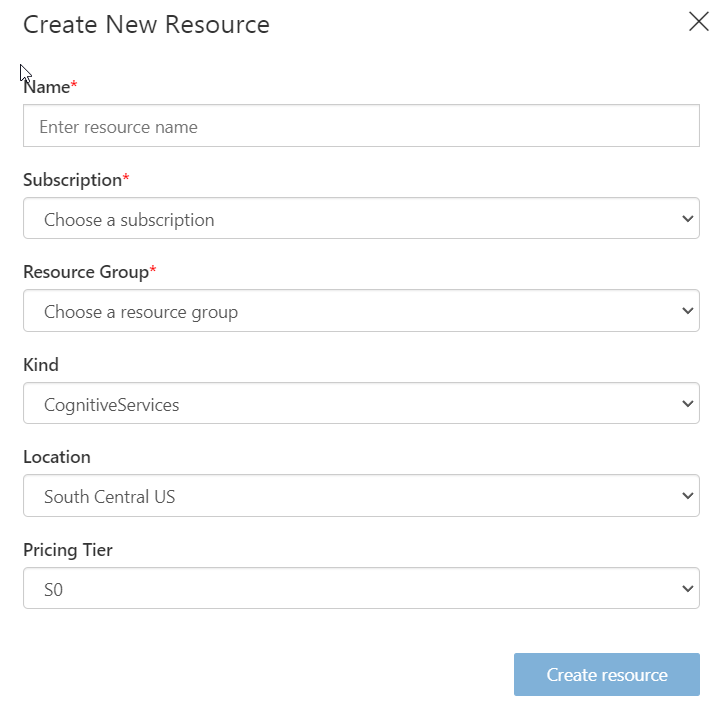 Create New Resource
Name*
Enter resource name
Subscription*
Choose a subscription
Resource Group*
Choose a resource group
Kind
CognitiveServices
Location
South Central US
Pricing Tier
S0
Create resource